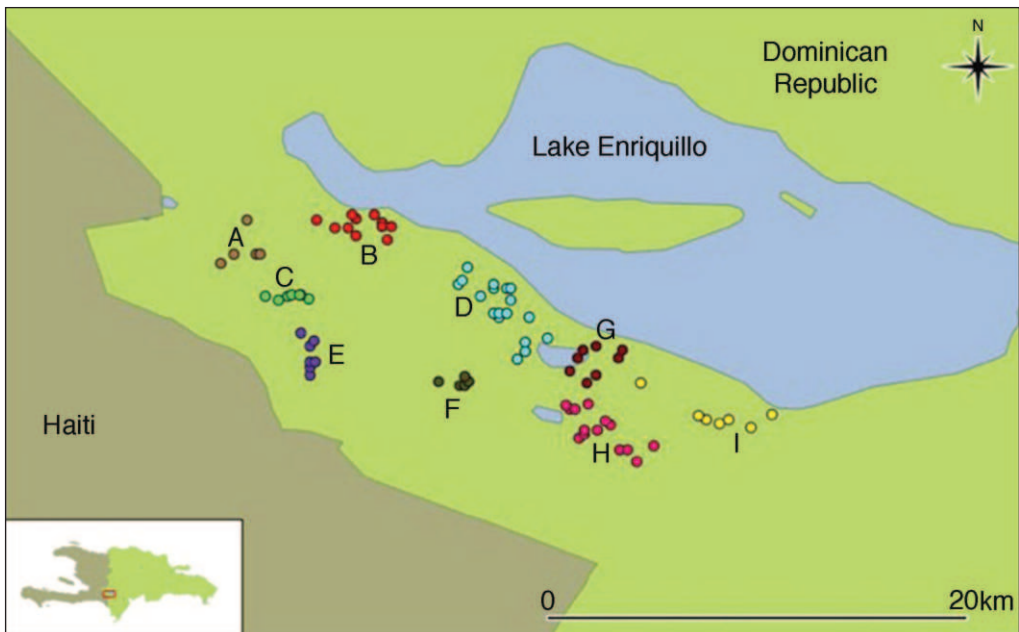 N
Dominican
Republic
Lake Enriquillo
A
B
C
D
G
E
F
Haiti
I
H
0 20km